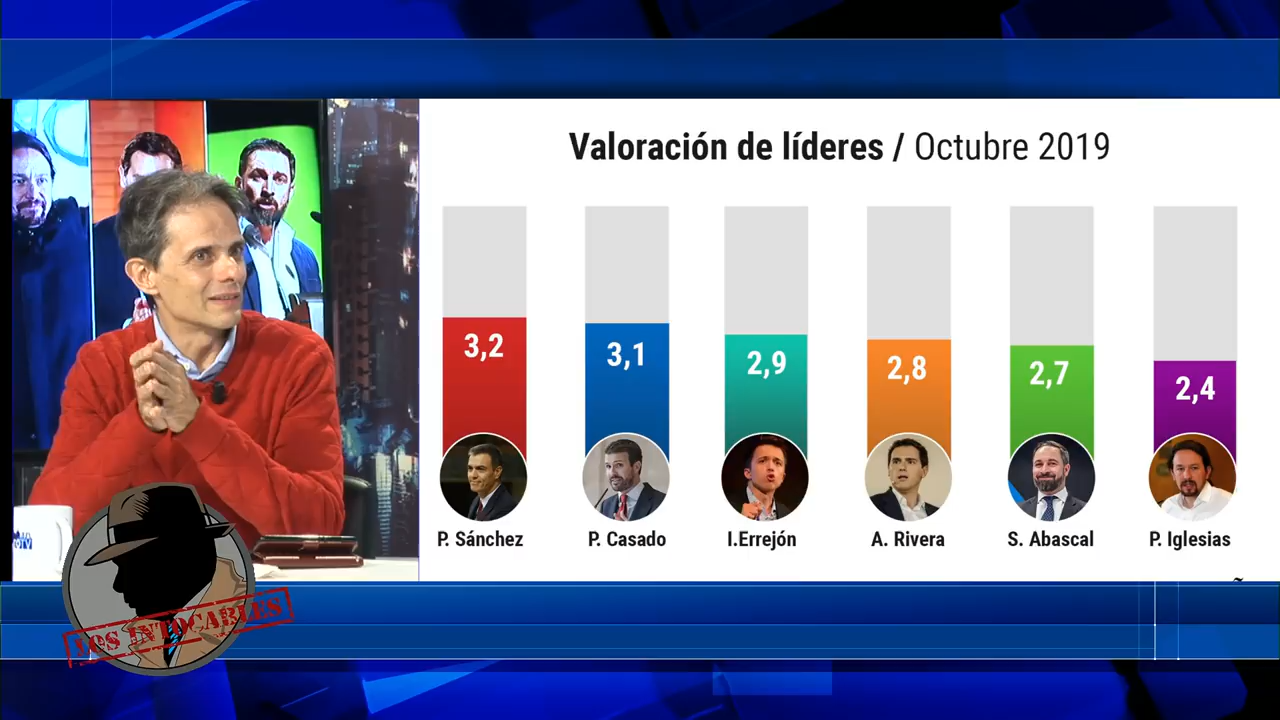 Valoración de líderes / Octubre 2019
3,2
3,1
2,9
2,8
2,7
2,4
P. Sánchez
P. Casado
I.Errejón
A. Rivera
S. Abascal
P. Iglesias
LOS INTOCABLES